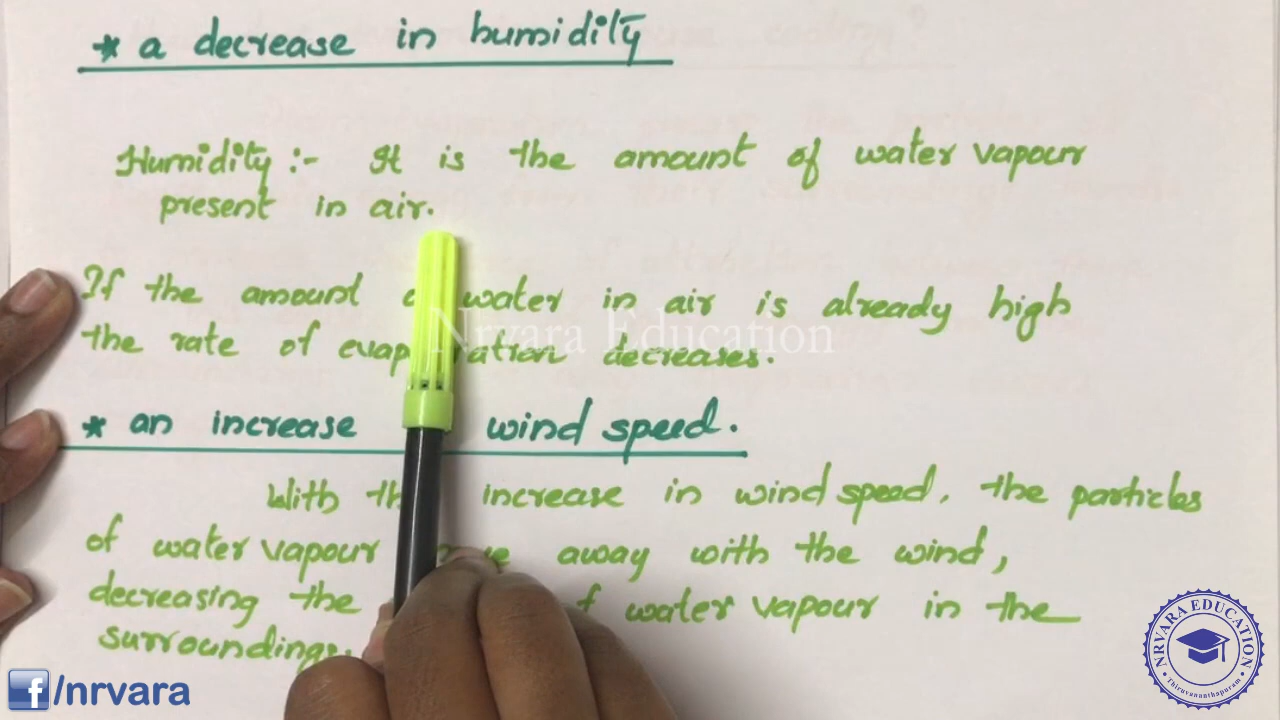 * a decrease in humidity
Humidity :- It is the amount of water vapour
present in air.
If the amount water in air is already high
the rate of decreases.
* an increase wind speed.
With increase in wind speed, the particles
of water vapour away with the wind,
decreasing the water vapour in the
surroundings.
Nrvara Education
f/nrvara
NRVARA EDUCATION
Thiruvananthapuram